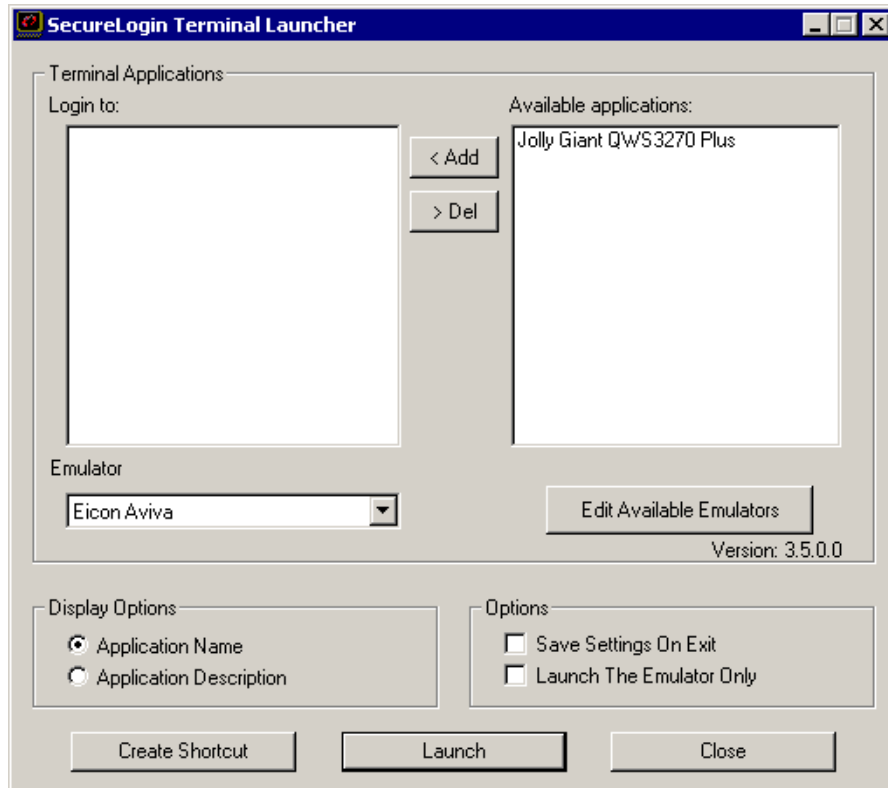 SecureLogin Terminal Launcher
Terminal Applications
Login to:
Available applications:
Jolly Giant QWS3270 Plus
< Add
> Del
Emulator
Eicon Aviva
Edit Available Emulators
Version: 3.5.0.0
Display Options
Application Name
Application Description
Options
Save Settings On Exit
Launch The Emulator Only
Create Shortcut
Launch
Close